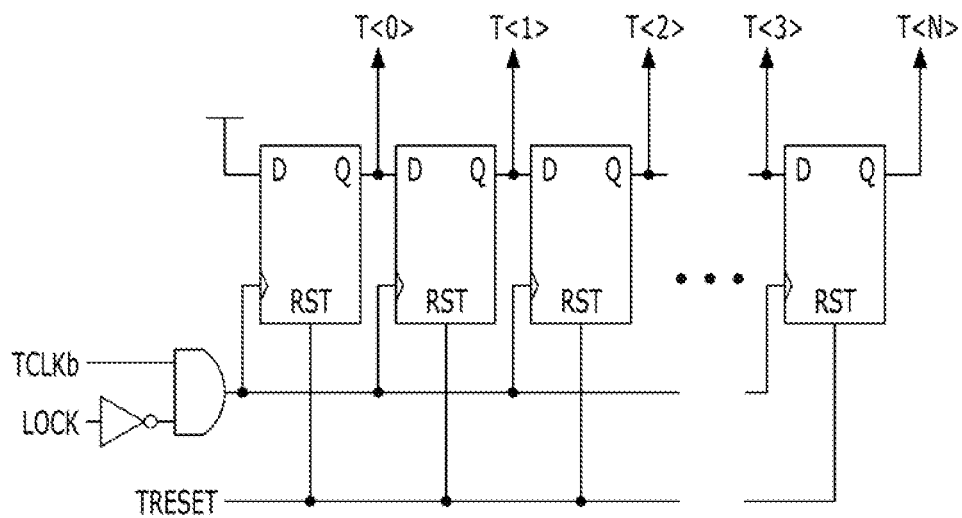 T<0> T<1> T<2> T<3> T<N>
D Q D Q D Q D Q
RST RST RST RST
TCLKb
LOCK
TRESET